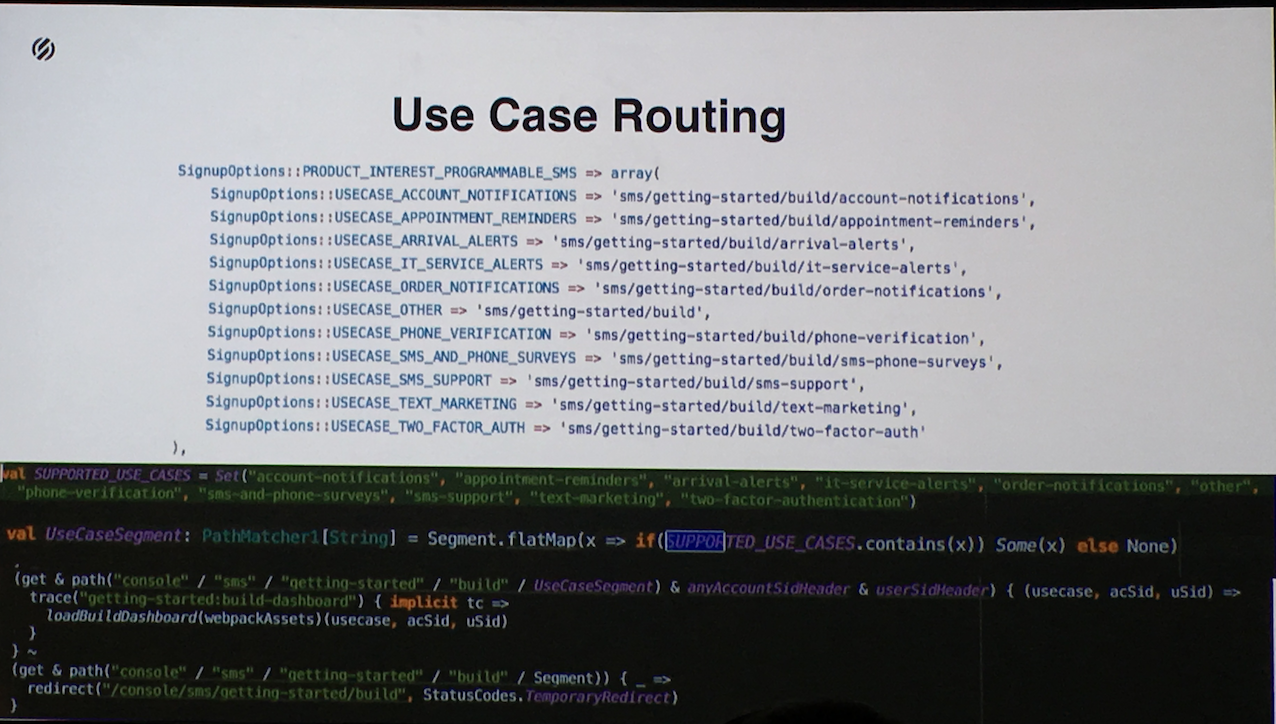 Use Case Routing
SignupOptions::PRODUCT_INTEREST_PROGRAMMABLE_SMS => array(
SignupOptions::USECASE_ACCOUNT_NOTIFICATIONS => 'sms/getting-started/build/account-notifications',
SignupOptions::USECASE_APPOINTMENT_REMINDERS => 'sms/getting-started/build/appointment-reminders',
SignupOptions::USECASE_ARRIVAL_ALERTS => 'sms/getting-started/build/arrival-alerts',
SignupOptions::USECASE_IT_SERVICE_ALERTS => 'sms/getting-started/build/it-service-alerts',
SignupOptions::USECASE_ORDER_NOTIFICATIONS => 'sms/getting-started/build/order-notifications',
SignupOptions::USECASE_OTHER => 'sms/getting-started/build',
SignupOptions::USECASE_PHONE_VERIFICATION => 'sms/getting-started/build/phone-verification',
SignupOptions::USECASE_SMS_AND_PHONE_SURVEYS => 'sms/getting-started/build/sms-phone-surveys',
SignupOptions::USECASE_SMS_SUPPORT => 'sms/getting-started/build/sms-support',
SignupOptions::USECASE_TEXT_MARKETING => 'sms/getting-started/build/text-marketing',
SignupOptions::USECASE_TWO_FACTOR_AUTH => 'sms/getting-started/build/two-factor-auth'
),
val SUPPORTED_USE_CASES = Set("account-notifications", "appointment-reminders", "arrival-alerts", "it-service-alerts", "order-notifications", "other",
"phone-verification", "sms-and-phone-surveys", "sms-support", "text-marketing", "two-factor-authentication")
val UseCaseSegment: PathMatcher1[String] = Segment.flatMap(x => if(SUPPORTED_USE_CASES.contains(x)) Some(x) else None)
(get & path("console" / "sms" / "getting-started" / "build" / UseCaseSegment) & anyAccountSidHeader & userSidHeader) { (usecase, acSid, uSid) =>
trace("getting-started:build-dashboard") { implicit tc =>
loadBuildDashboard(webpackAssets)(usecase, acSid, uSid)
}
} ~
(get & path("console" / "sms" / "getting-started" / "build" / Segment)) { _ =>
redirect("/console/sms/getting-started/build", StatusCodes.TemporaryRedirect)
}